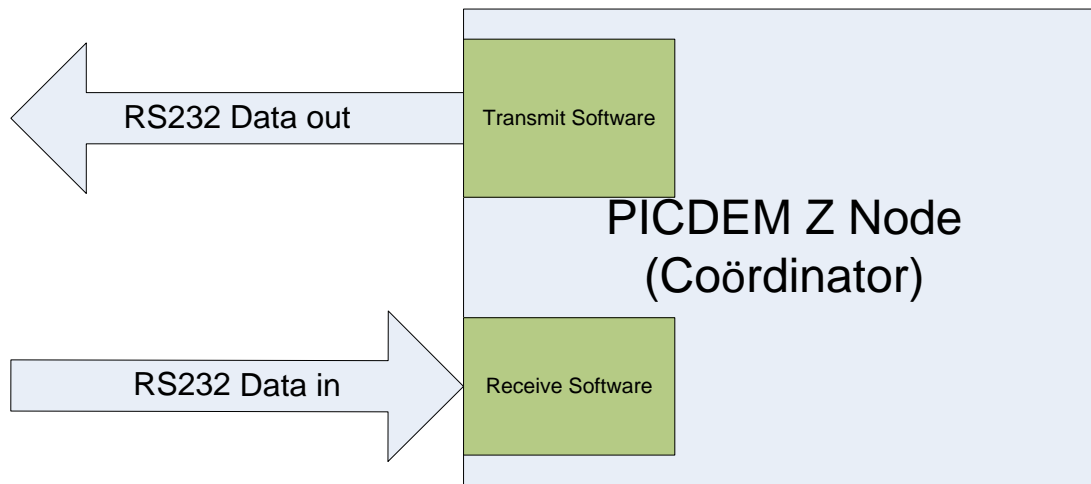 RS232 Data out
Transmit Software
PICDEM Z Node
(Coördinator)
RS232 Data in
Receive Software